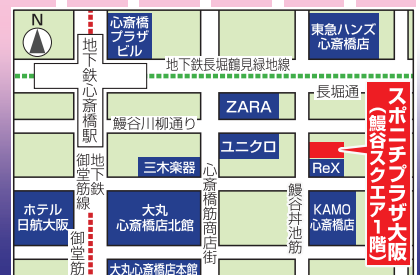 N
心斎橋
プラザ
ビル
東急ハンズ
心斎橋店
地下鉄心斎橋駅
地下鉄長堀鶴見緑地線
長堀通
スポニチプラザ大阪
(鰻谷スクエア1階)
ZARA
鰻谷川柳通り
ユニクロ
三木楽器
ReX
地下鉄
御堂筋線
心斎橋筋商店街
鰻谷丼池筋
ホテル
日航大阪
大丸
心斎橋店北館
KAMO
心斎橋店
御堂筋
大丸心斎橋店本館